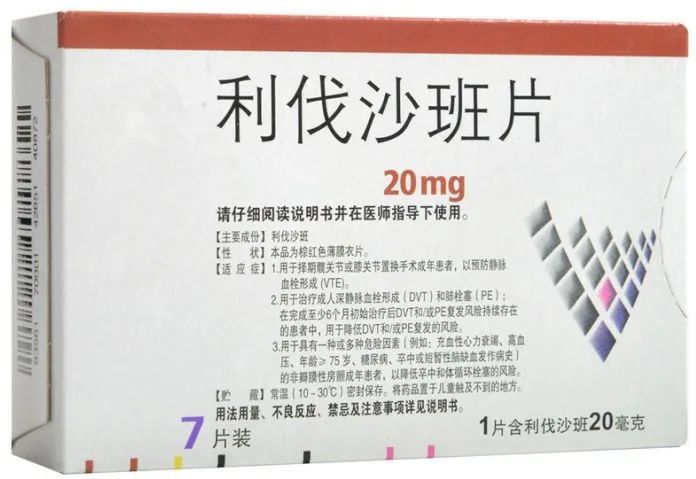 利伐沙班片
20mg
请仔细阅读说明书并在医师指导下使用。
【主要成份】利伐沙班
【性　　状】本品为棕红色薄膜衣片。
【适 应 症】1.用于择期髋关节或膝关节置换手术成年患者，以预防静脉
血栓形成(VTE)。
2.用于治疗成人深静脉血栓形成(DVT)和肺栓塞(PE)；
在完成至少6个月初始治疗后DVT和/或PE复发风险持续存在
的患者中，用于降低DVT和/或PE复发的风险。
3.用于具有一种或多种危险因素(例如：充血性心力衰竭、高血
压、年龄≥75岁、糖尿病、卒中或短暂性脑缺血发作病史)
的非瓣膜性房颤成年患者，以降低卒中和体循环栓塞的风险。
【贮　　藏】常温(10~30℃)密封保存。将药品置于儿童触及不到的地方。
用法用量、不良反应、禁忌及注意事项详见说明书。
7片装
1片含利伐沙班20毫克